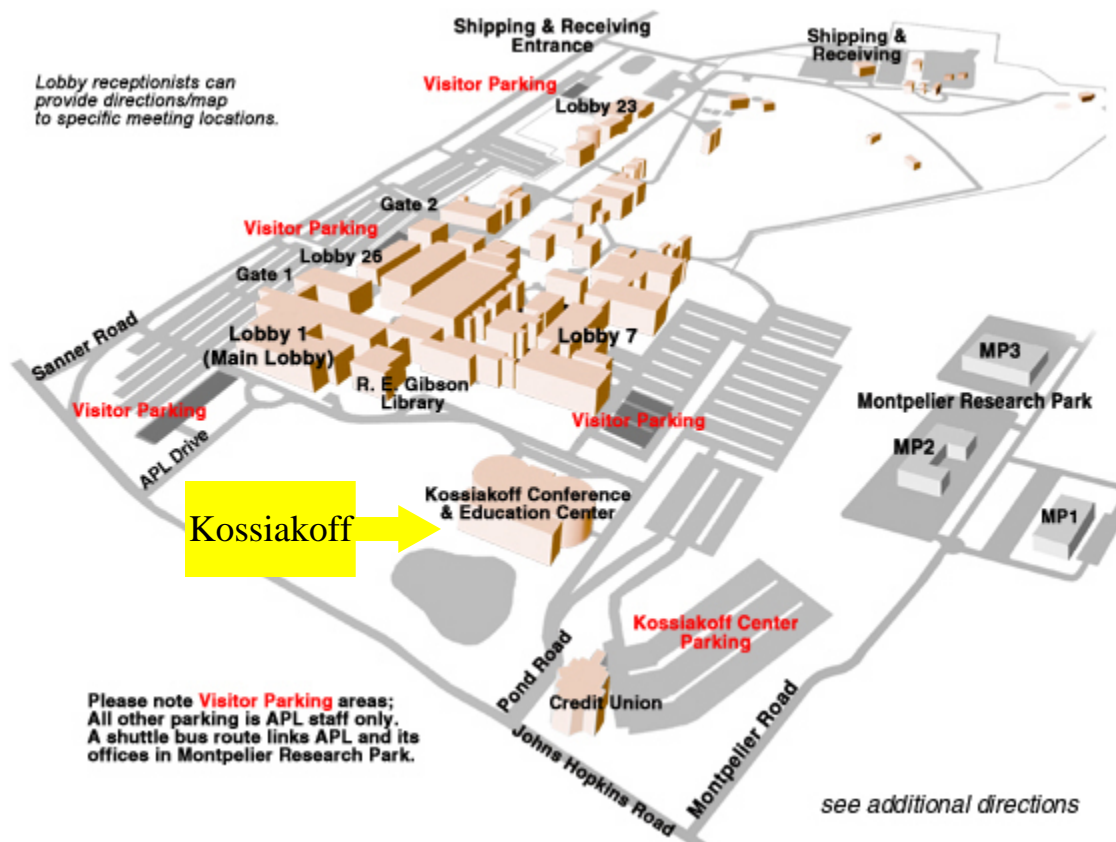 Shipping & Receiving
Entrance
Shipping &
Receiving
Lobby receptionists can
provide directions/map
to specific meeting locations.
Visitor Parking
Lobby 23
Gate 2
Visitor Parking
Lobby 26
Gate 1
Sanner Road
Lobby 1
(Main Lobby)
Lobby 7
R. E. Gibson
Library
MP3
Visitor Parking
Visitor Parking
Montpelier Research Park
APL Drive
MP2
Kossiakoff Conference
& Education Center
Kossiakoff
MP1
Kossiakoff Center
Parking
Pond Road
Credit Union
Montpelier Road
Johns Hopkins Road
Please note Visitor Parking areas;
All other parking is APL staff only.
A shuttle bus route links APL and its
offices in Montpelier Research Park.
see additional directions